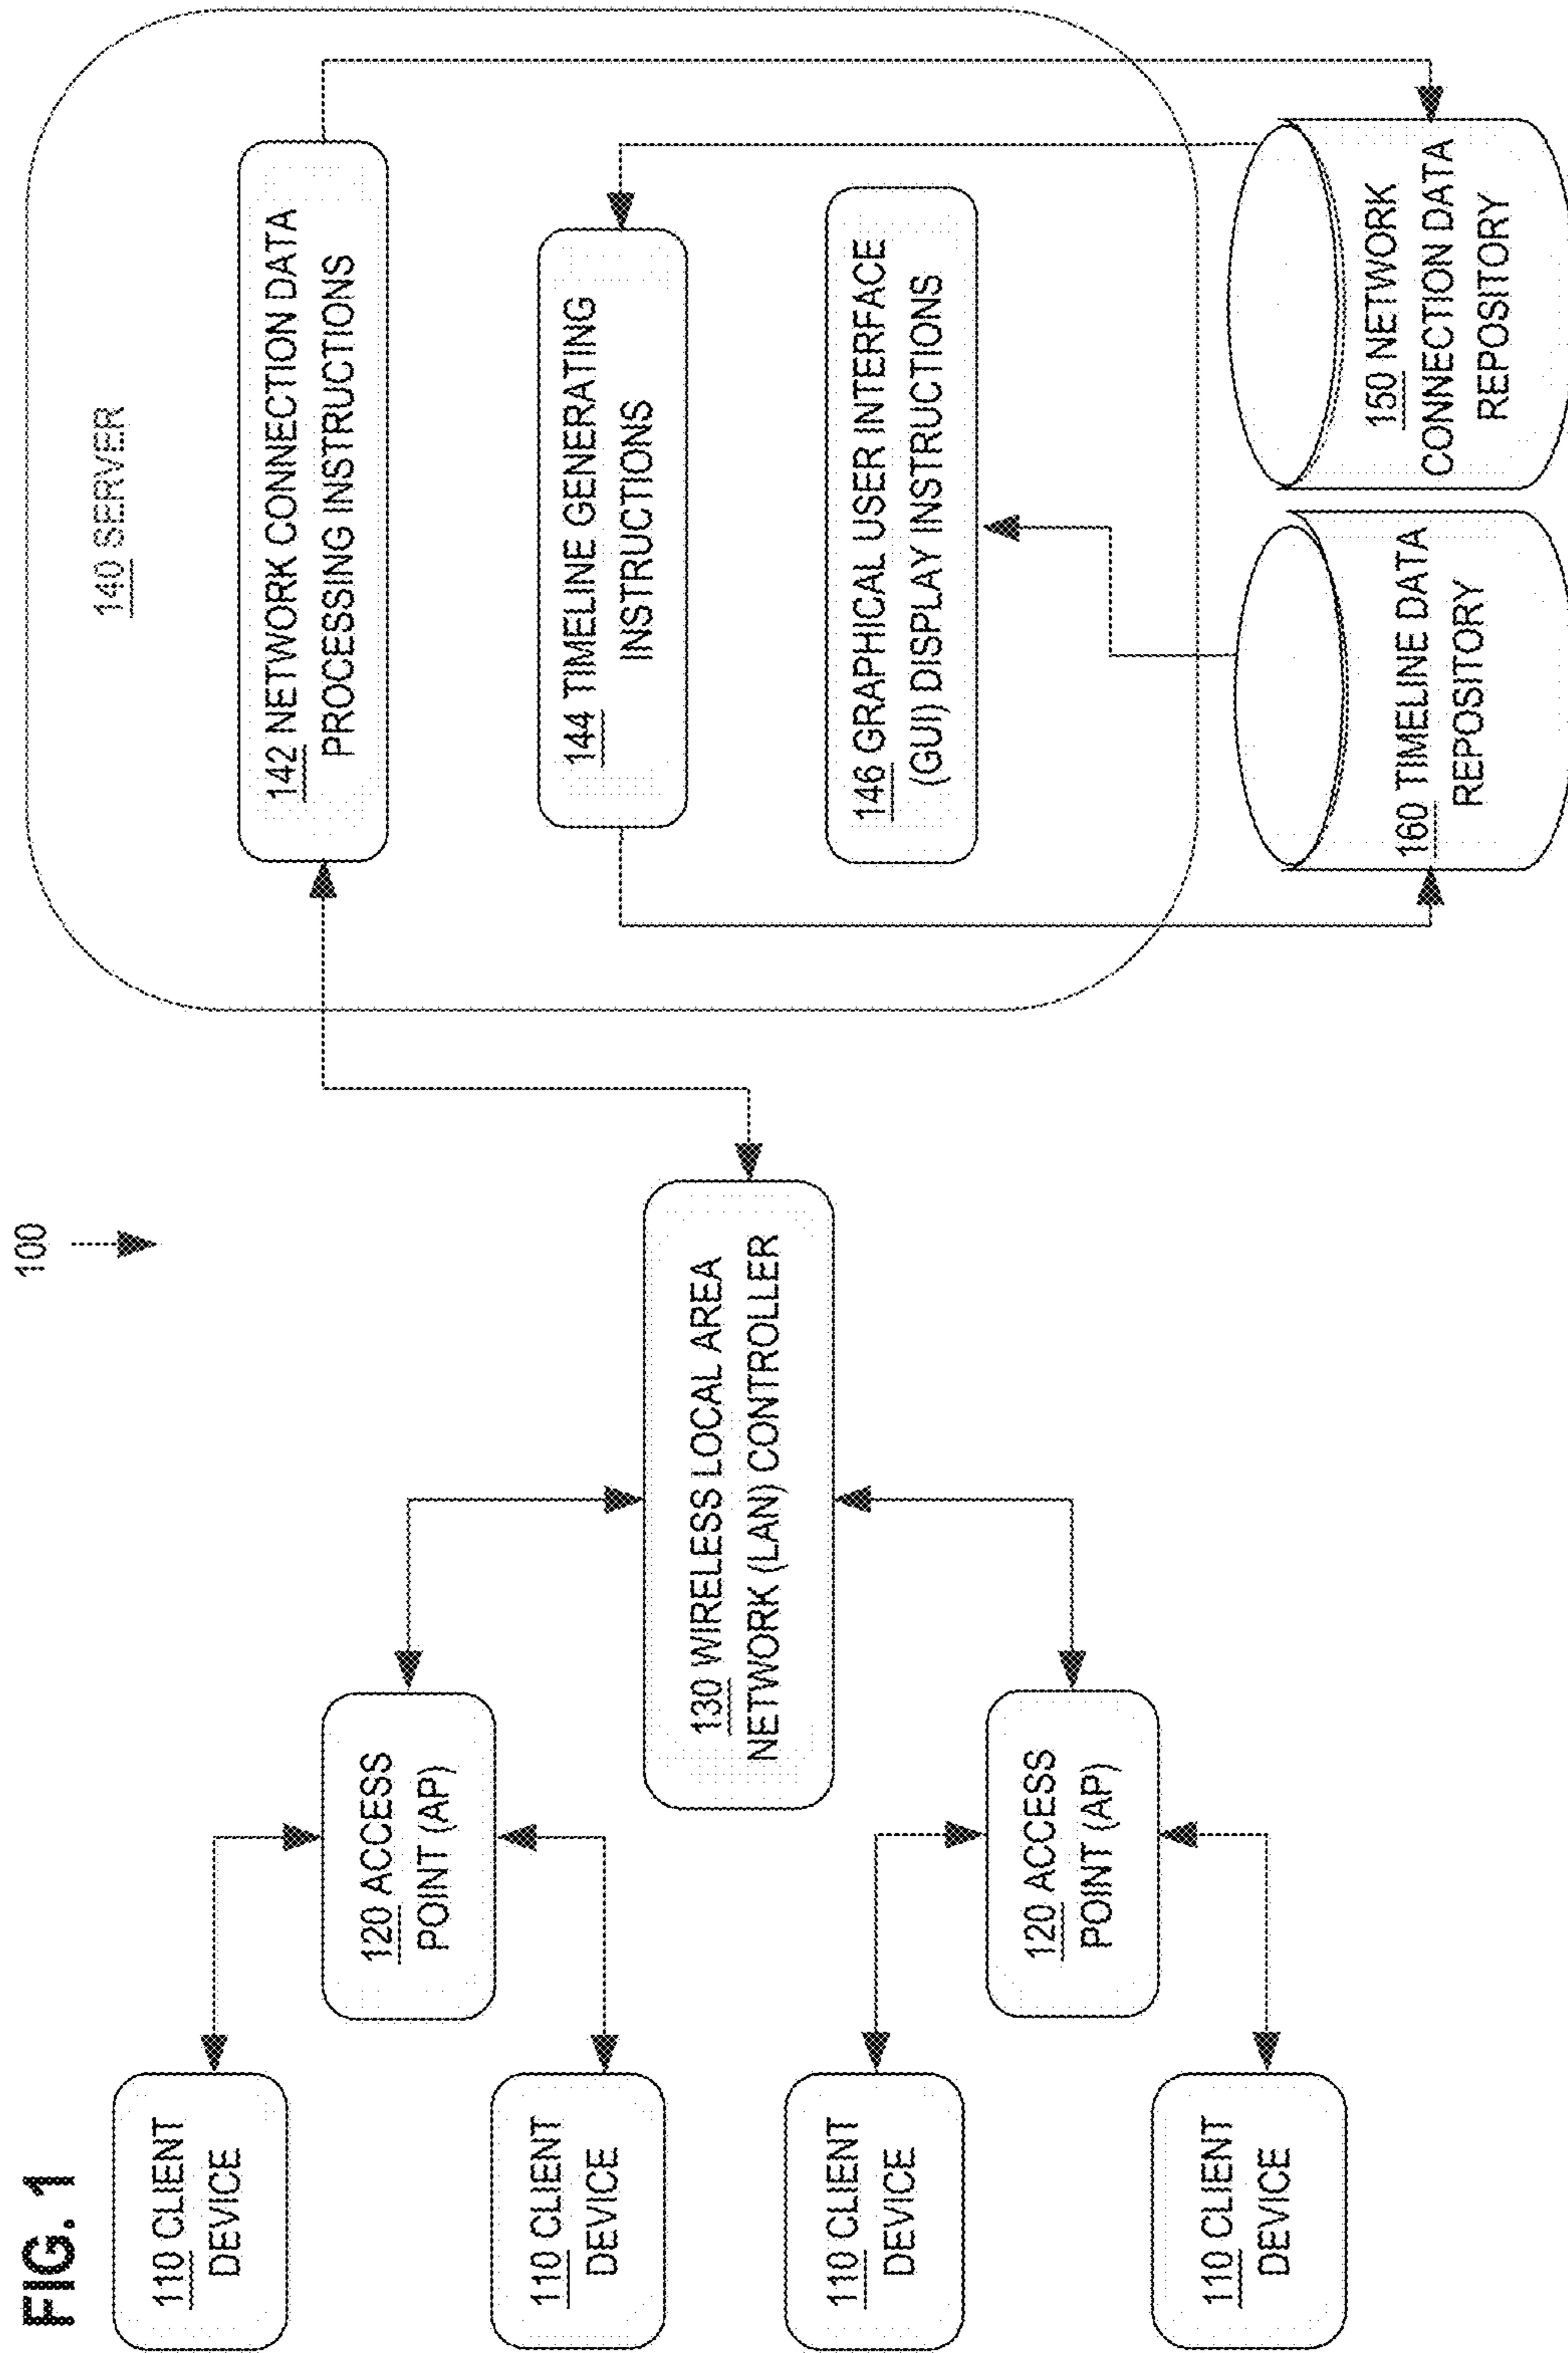 FIG. 1
100
110 CLIENT
DEVICE
110 CLIENT
DEVICE
110 CLIENT
DEVICE
110 CLIENT
DEVICE
120 ACCESS
POINT (AP)
120 ACCESS
POINT (AP)
130 WIRELESS LOCAL AREA
NETWORK (LAN) CONTROLLER
140 SERVER
142 NETWORK CONNECTION DATA
PROCESSING INSTRUCTIONS
144 TIMELINE GENERATING
INSTRUCTIONS
146 GRAPHICAL USER INTERFACE
(GUI) DISPLAY INSTRUCTIONS
160 TIMELINE DATA
REPOSITORY
150 NETWORK
CONNECTION DATA
REPOSITORY